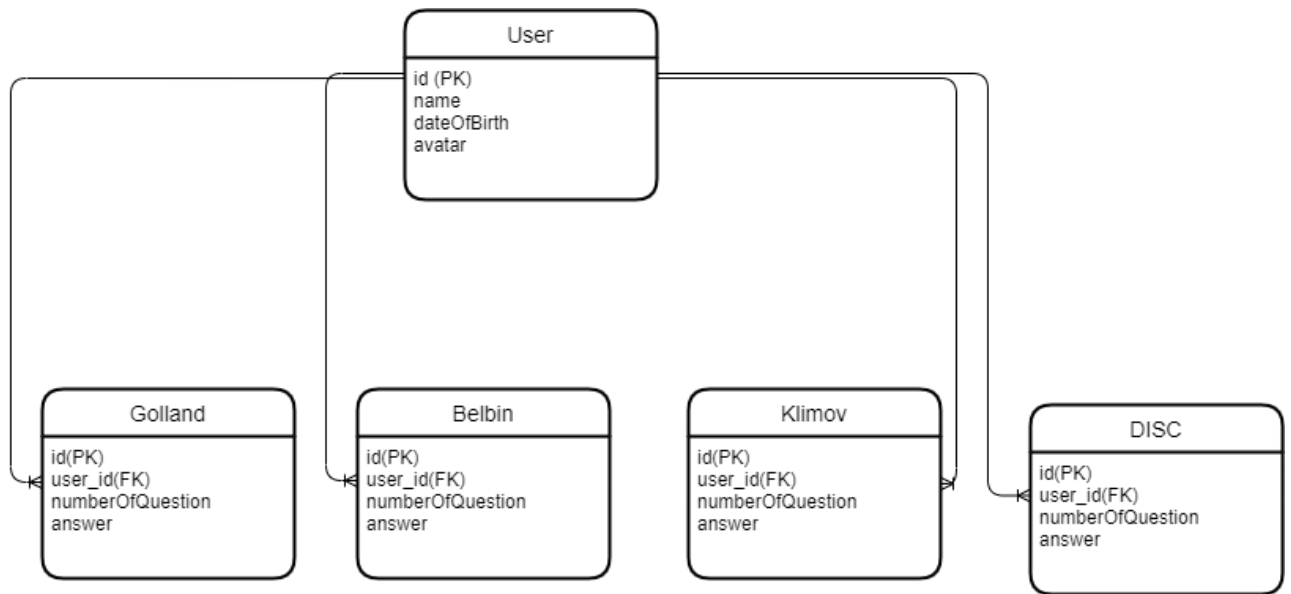 User
id (PK)
name
dateOfBirth
avatar
Golland
id(PK)
user_id(FK)
numberOfQuestion
answer
Belbin
id(PK)
user_id(FK)
numberOfQuestion
answer
Klimov
id(PK)
user_id(FK)
numberOfQuestion
answer
DISC
id(PK)
user_id(FK)
numberOfQuestion
answer